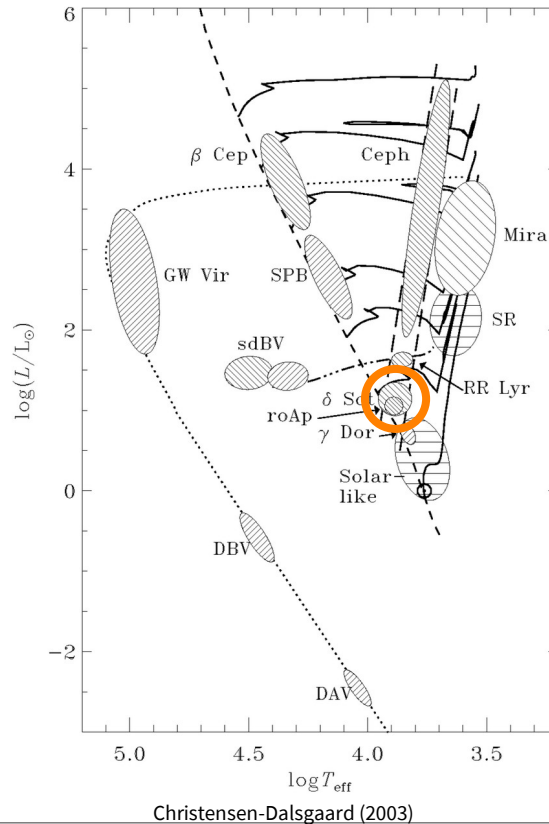 6
4
2
0
−2
log(L/L☉)
β Cep
Ceph
Mira
GW Vir
SPB
SR
sdBV
RR Lyr
δ Sct
roAp
γ Dor
Solar-
like
DBV
DAV
5.0 4.5 4.0 3.5
log Teff
Christensen-Dalsgaard (2003)